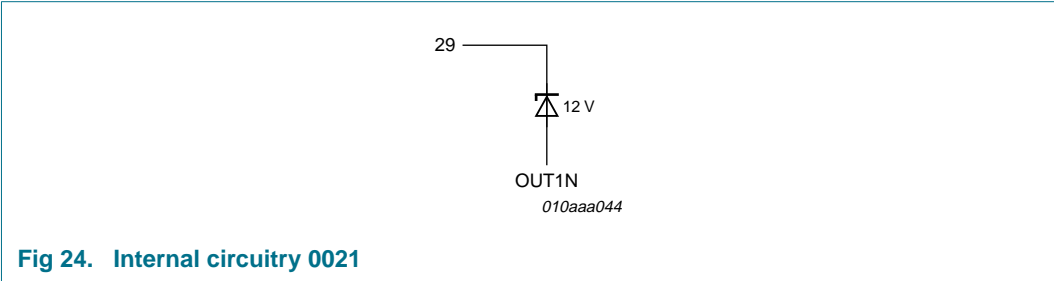 29
12 V
OUT1N
010aaa044
Fig 24. Internal circuitry 0021